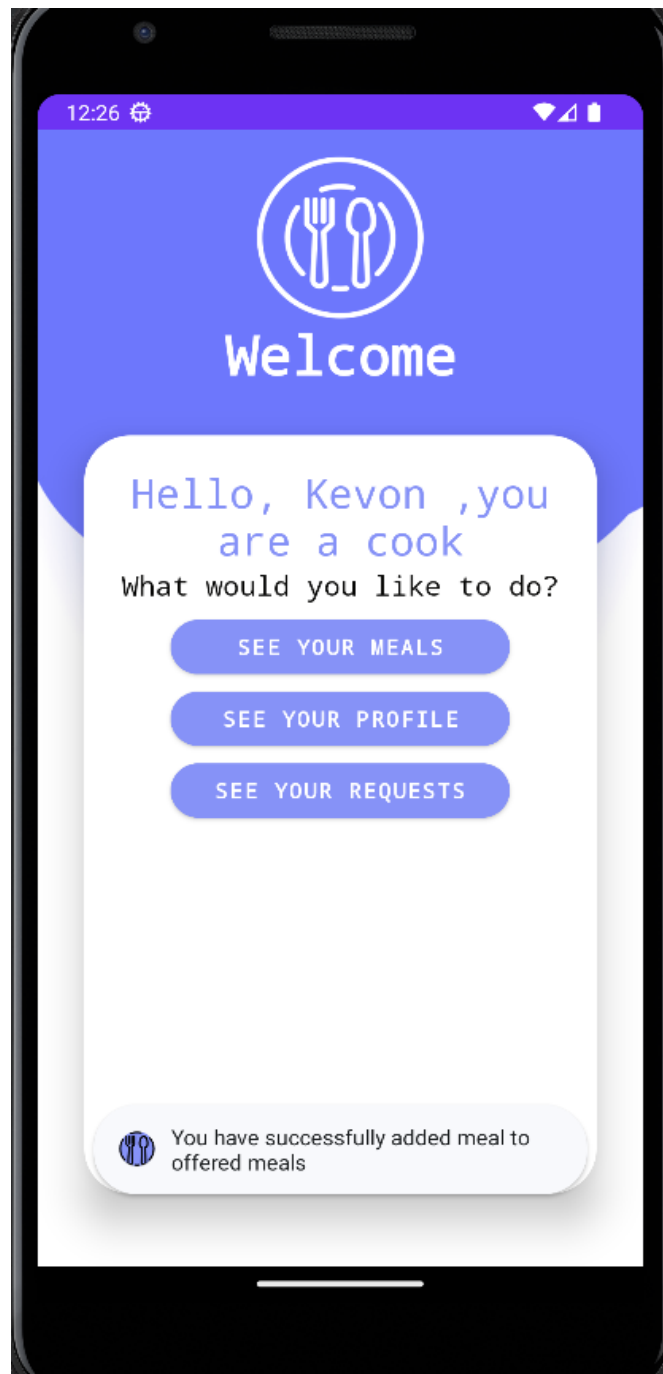 12:26
Welcome
Hello, Kevon ,you
are a cook
What would you like to do?
SEE YOUR MEALS
SEE YOUR PROFILE
SEE YOUR REQUESTS
You have successfully added meal to
offered meals